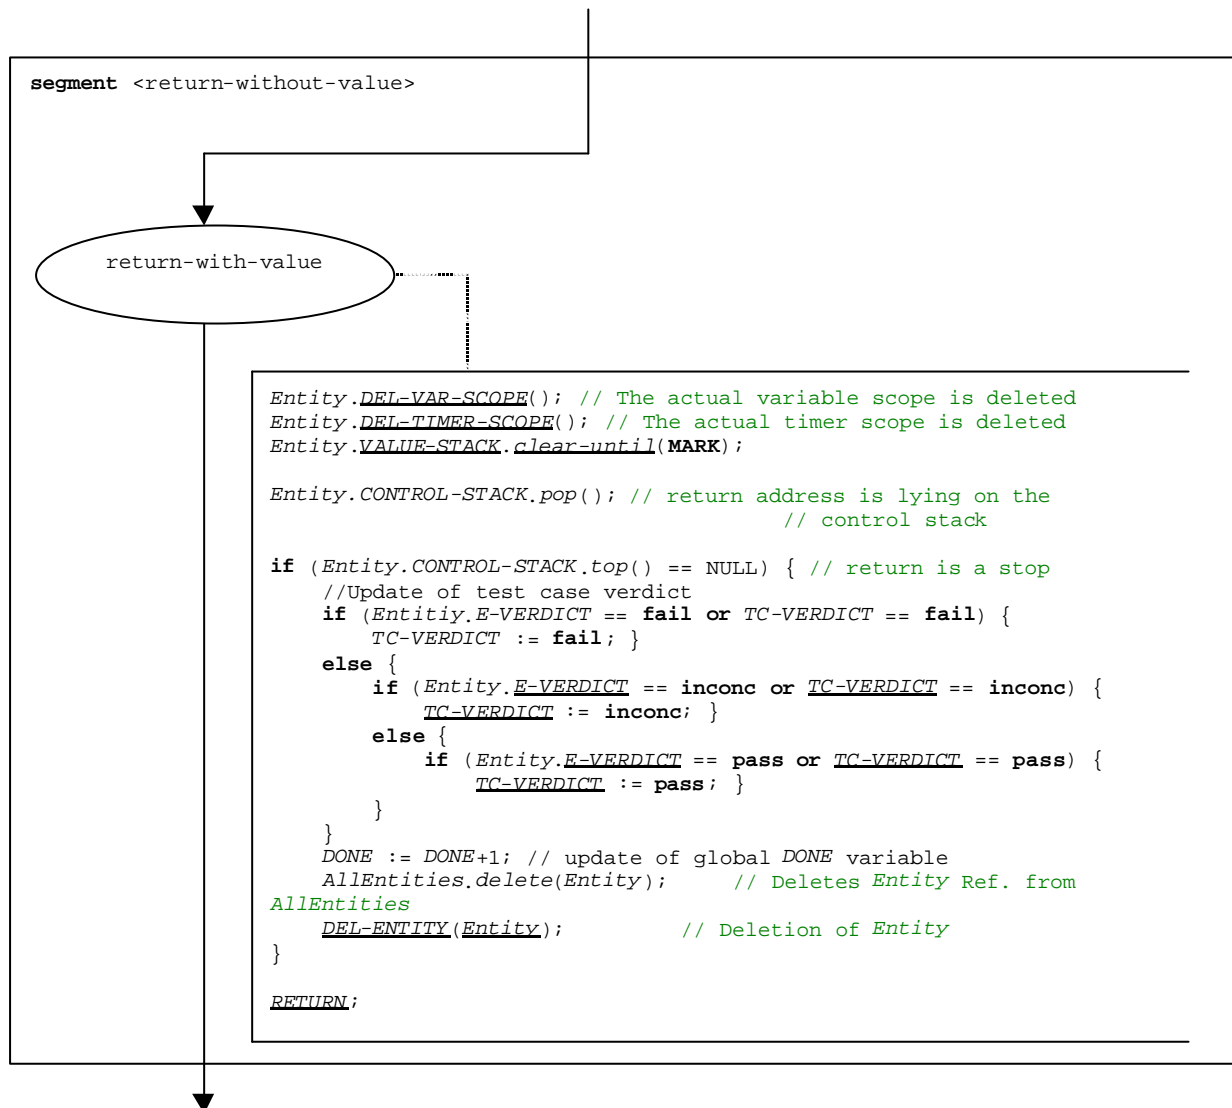 segment <return-without-value>
return-with-value
Entity.DEL-VAR-SCOPE(); // The actual variable scope is deleted
Entity.DEL-TIMER-SCOPE(); // The actual timer scope is deleted
Entity.VALUE-STACK.clear-until(MARK);
Entity.CONTROL-STACK.pop(); // return address is lying on the
// control stack
if (Entity.CONTROL-STACK.top() == NULL) { // return is a stop
//Update of test case verdict
if (Entitiy.E-VERDICT == fail or TC-VERDICT == fail) {
TC-VERDICT := fail; }
else {
if (Entity.E-VERDICT == inconc or TC-VERDICT == inconc) {
TC-VERDICT := inconc; }
else {
if (Entity.E-VERDICT == pass or TC-VERDICT == pass) {
TC-VERDICT := pass; }
}
}
DONE := DONE+1; // update of global DONE variable
AllEntities.delete(Entity); // Deletes Entity Ref. from
AllEntities
DEL-ENTITY(Entity); // Deletion of Entity
}
RETURN;